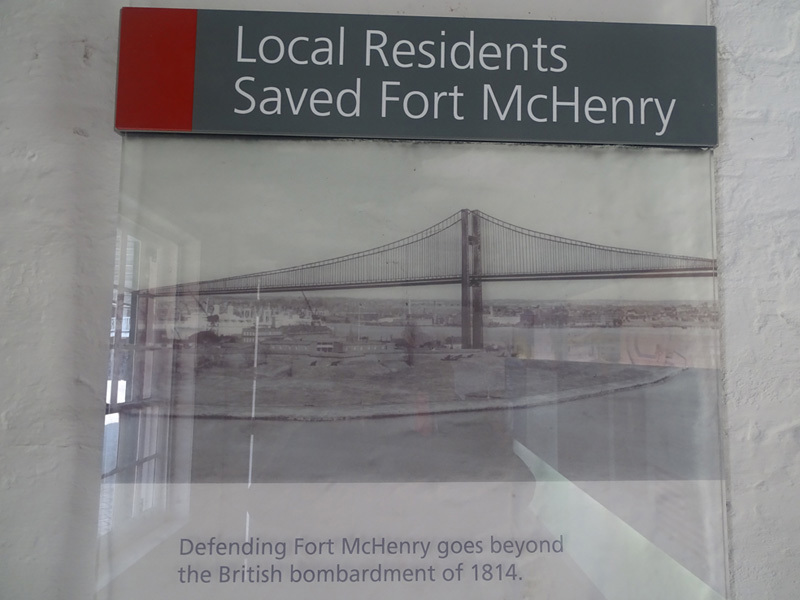 Local Residents
Saved Fort McHenry
Defending Fort McHenry goes beyond
the British bombardment of 1814.